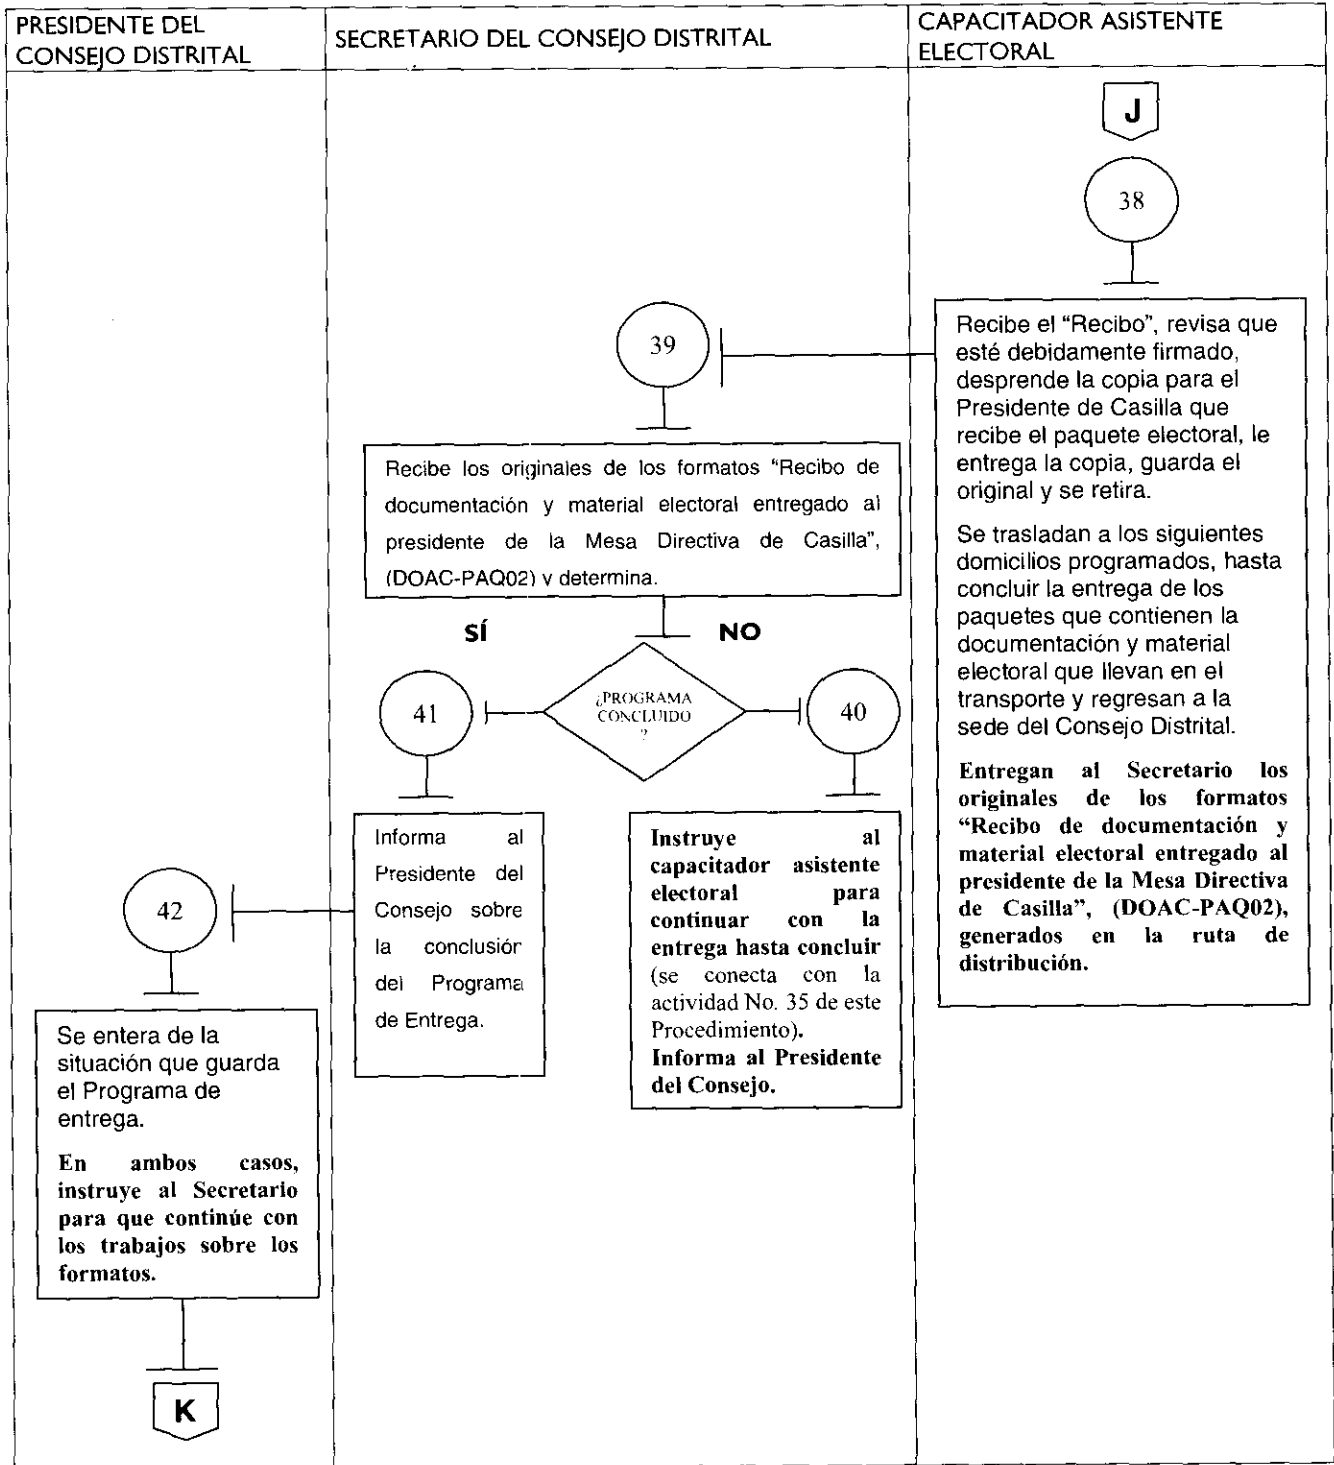 PRESIDENTE DEL
CONSEJO DISTRITAL
SECRETARIO DEL CONSEJO DISTRITAL
CAPACITADOR ASISTENTE
ELECTORAL
J
38
Recibe el “Recibo”, revisa que
esté debidamente firmado,
desprende la copia para el
Presidente de Casilla que
recibe el paquete electoral, le
entrega la copia, guarda el
original y se retira.
Se trasladan a los siguientes
domicilios programados, hasta
concluir la entrega de los
paquetes que contienen la
documentación y material
electoral que llevan en el
transporte y regresan a la
sede del Consejo Distrital.
Entregan al Secretario los
originales de los formatos
“Recibo de documentación y
material electoral entregado al
presidente de la Mesa Directiva
de Casilla”, (DOAC-PAQ02),
generados en la ruta de
distribución.
39
Recibe los originales de los formatos “Recibo de
documentación y material electoral entregado al
presidente de la Mesa Directiva de Casilla”,
(DOAC-PAQ02) y determina.
SÍ
NO
¿PROGRAMA
CONCLUIDO
?
41
40
Informa al
Presidente del
Consejo sobre
la conclusión
del Programa
de Entrega.
Instruye al
capacitador asistente
electoral para
continuar con la
entrega hasta concluir
(se conecta con la
actividad No. 35 de este
Procedimiento).
Informa al Presidente
del Consejo.
42
Se entera de la
situación que guarda
el Programa de
entrega.
En ambos casos,
instruye al Secretario
para que continúe con
los trabajos sobre los
formatos.
K